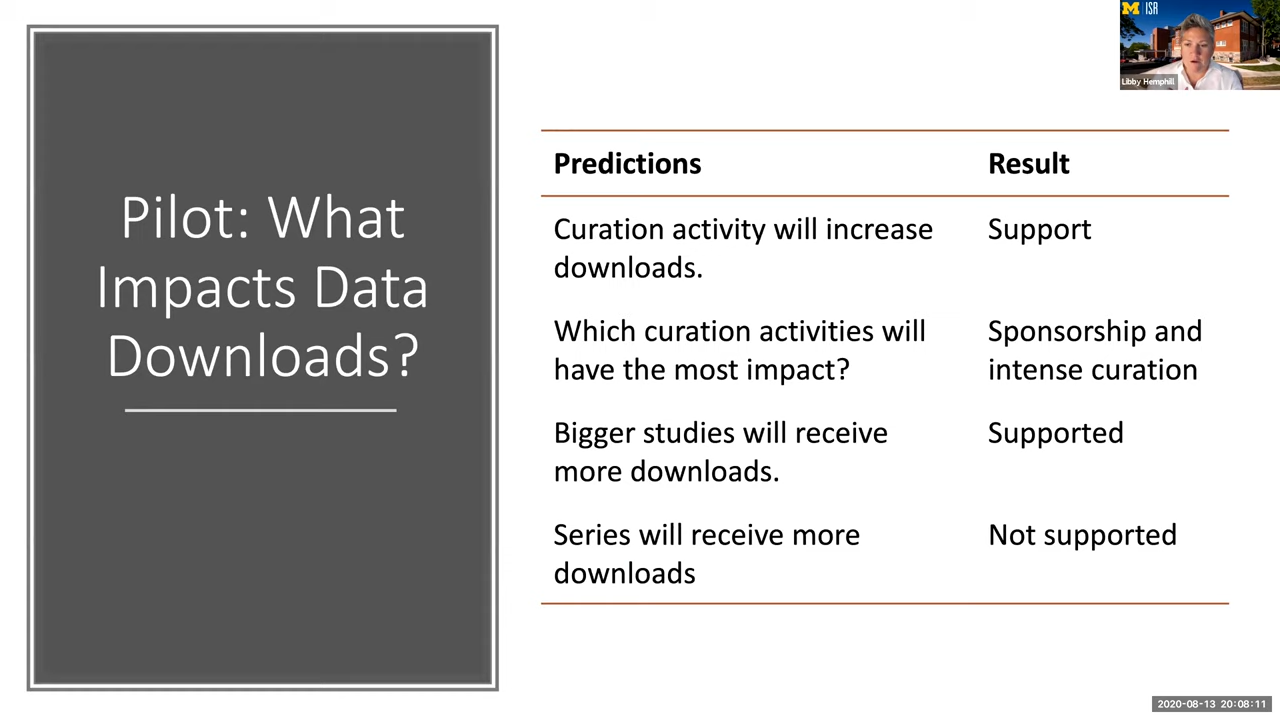 Pilot: What
Impacts Data
Downloads?
Predictions
Result
Curation activity will increase
downloads.
Support
Which curation activities will
have the most impact?
Sponsorship and
intense curation
Bigger studies will receive
more downloads.
Supported
Series will receive more
downloads
Not supported
M ISR
Libby Hemphill
2020-08-13 20:08:11